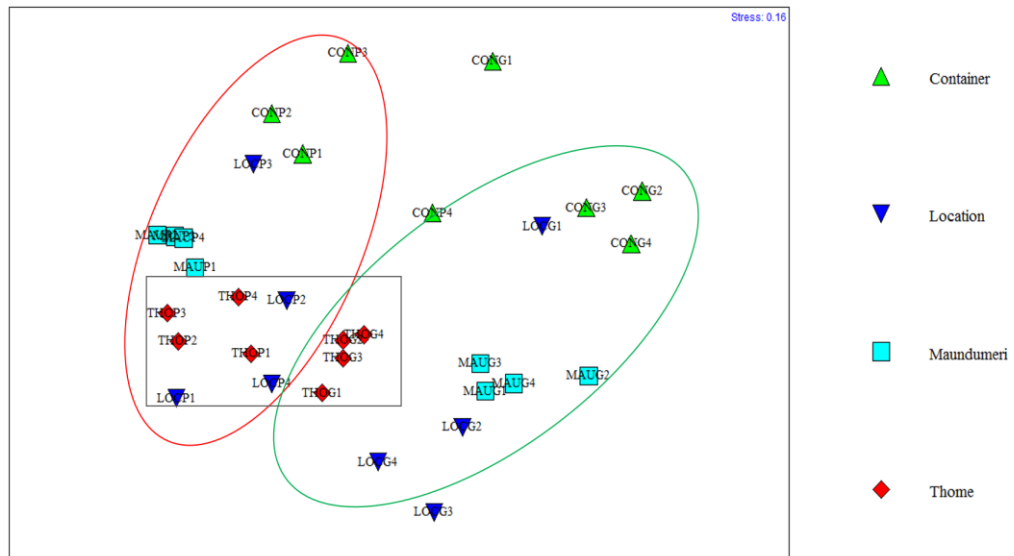 Stress: 0.16
CONP3
CONG1
Container
CONP2
CONP1
LOCP3
CONG2
CONG3
CONP4
LOCG1
Location
MAUP4
CONG4
MAUP1
THOP4
LOCP2
THOP3
THOG4
THOP2
THOG2
THOP1
THOG3
MAUG3
Maundumeri
MAUG2
MAUG4
LOCP4
MAUG1
THOG1
LOCP1
LOCG2
LOCG4
Thome
LOCG3